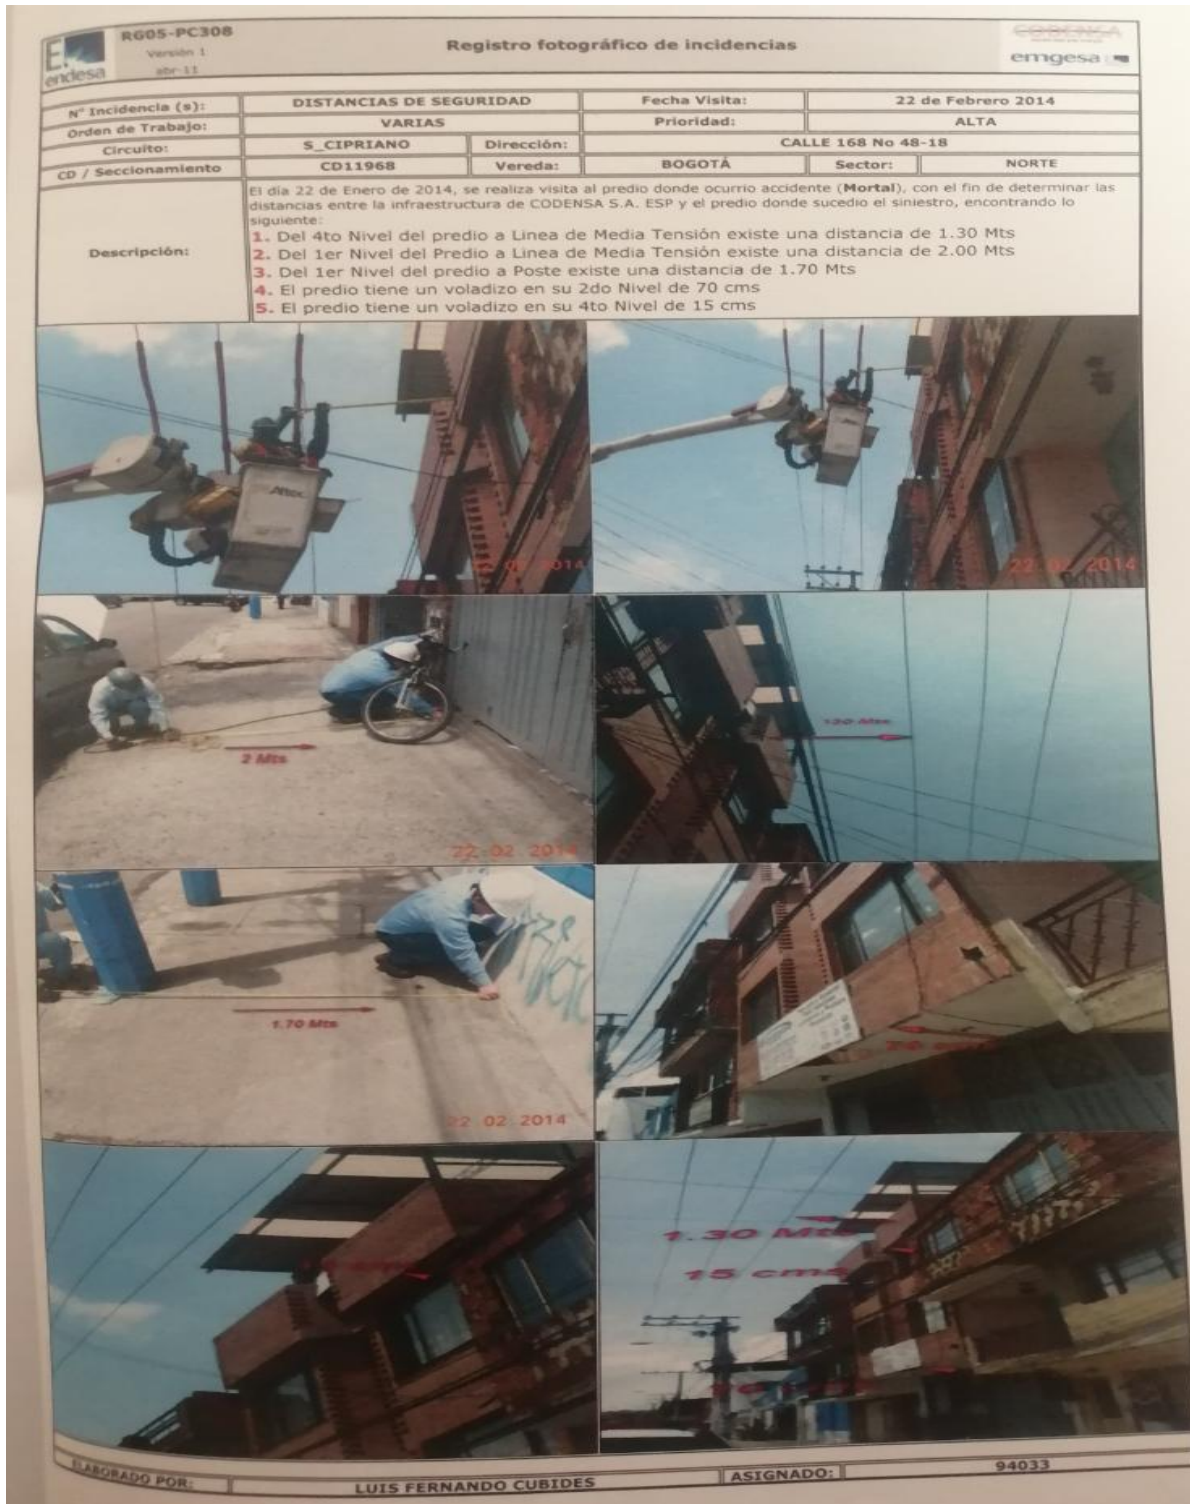 endesa
RG05-PC308
Versión 1
abr-11
Registro fotográfico de incidencias
CODENSA
emgesa
N° Incidencia (s): DISTANCIAS DE SEGURIDAD Fecha Visita: 22 de Febrero 2014
Orden de Trabajo: VARIAS Prioridad: ALTA
Circuito: S_CIPRIANO Dirección: CALLE 168 No 48-18
CD / Seccionamiento CD11968 Vereda: BOGOTÁ Sector: NORTE
Descripción:
El día 22 de Enero de 2014, se realiza visita al predio donde ocurrio accidente (Mortal), con el fin de determinar las
distancias entre la infraestructura de CODENSA S.A. ESP y el predio donde sucedio el siniestro, encontrando lo
siguiente:
1. Del 4to Nivel del predio a Linea de Media Tensión existe una distancia de 1.30 Mts
2. Del 1er Nivel del Predio a Linea de Media Tensión existe una distancia de 2.00 Mts
3. Del 1er Nivel del predio a Poste existe una distancia de 1.70 Mts
4. El predio tiene un voladizo en su 2do Nivel de 70 cms
5. El predio tiene un voladizo en su 4to Nivel de 15 cms
Altec
2014
22 02 2014
2 Mts
22 02 2014
130 Mts
1.70 Mts
22 02 2014
70 cms
1.30 Mts
15 cms
ELABORADO POR: LUIS FERNANDO CUBIDES ASIGNADO: 94033